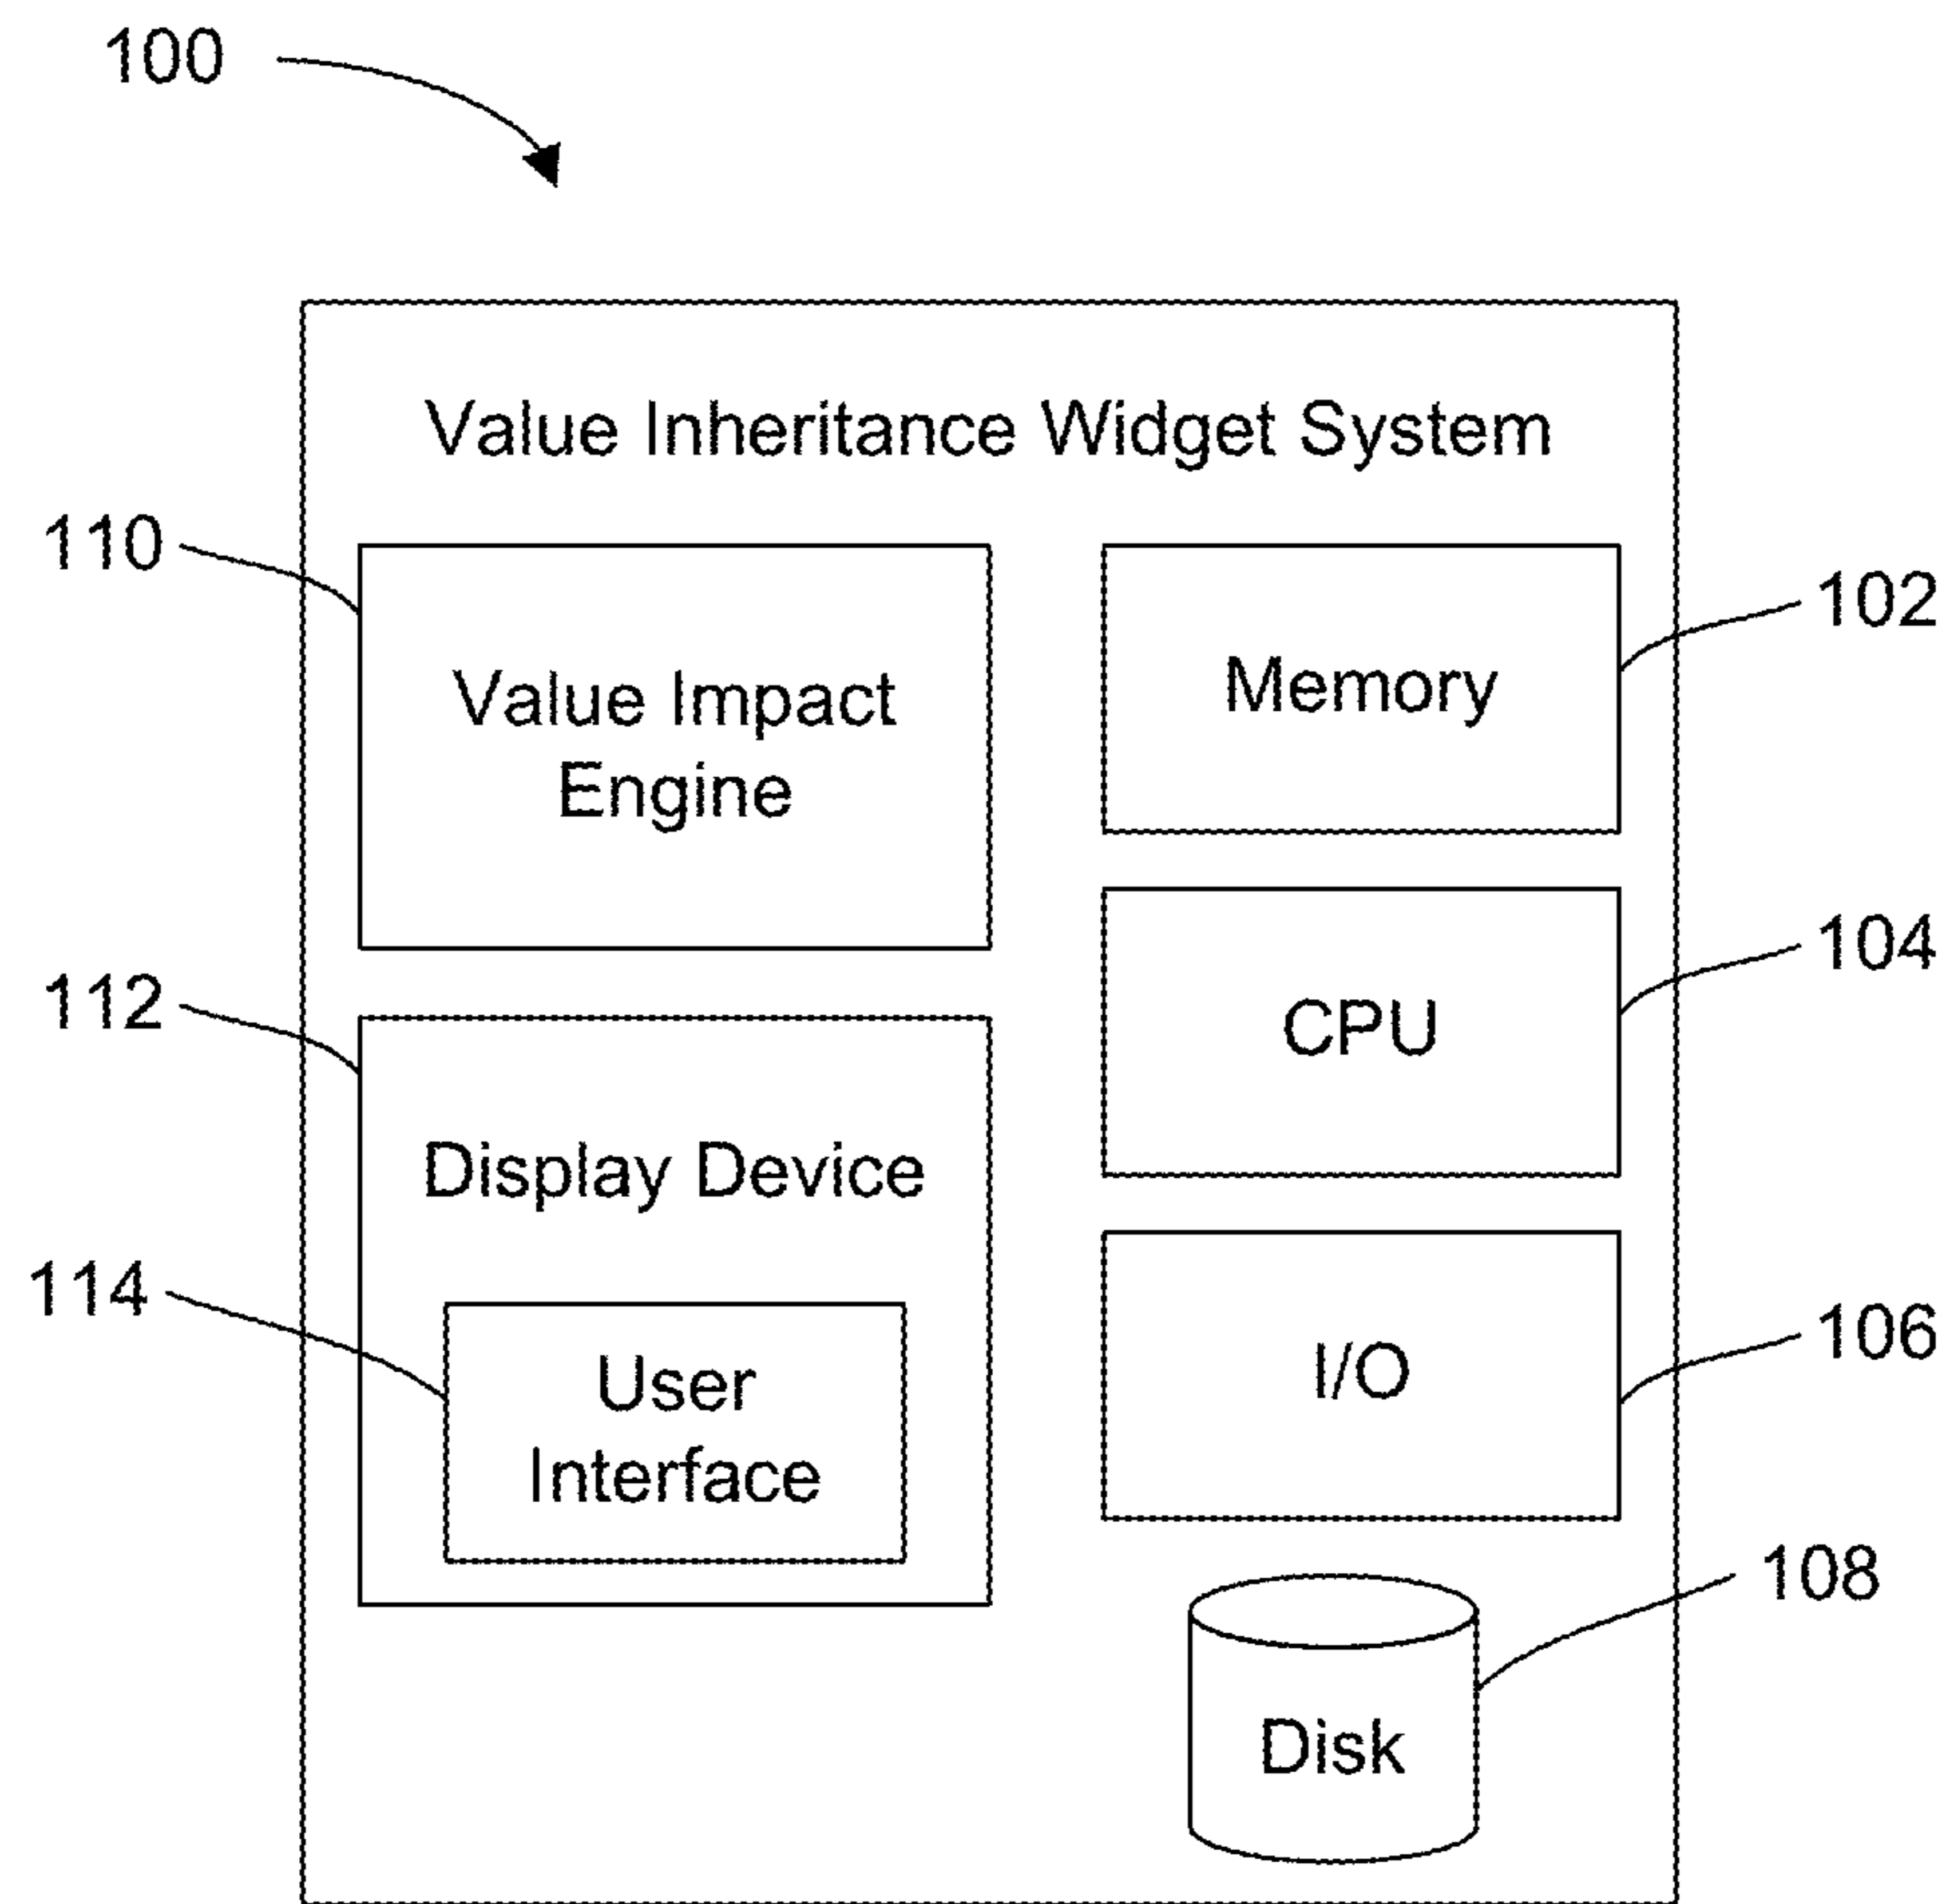 100
Value Inheritance Widget System
110
Value Impact
Engine
Memory
102
CPU
104
112
Display Device
114
User
Interface
I/O
106
108
Disk